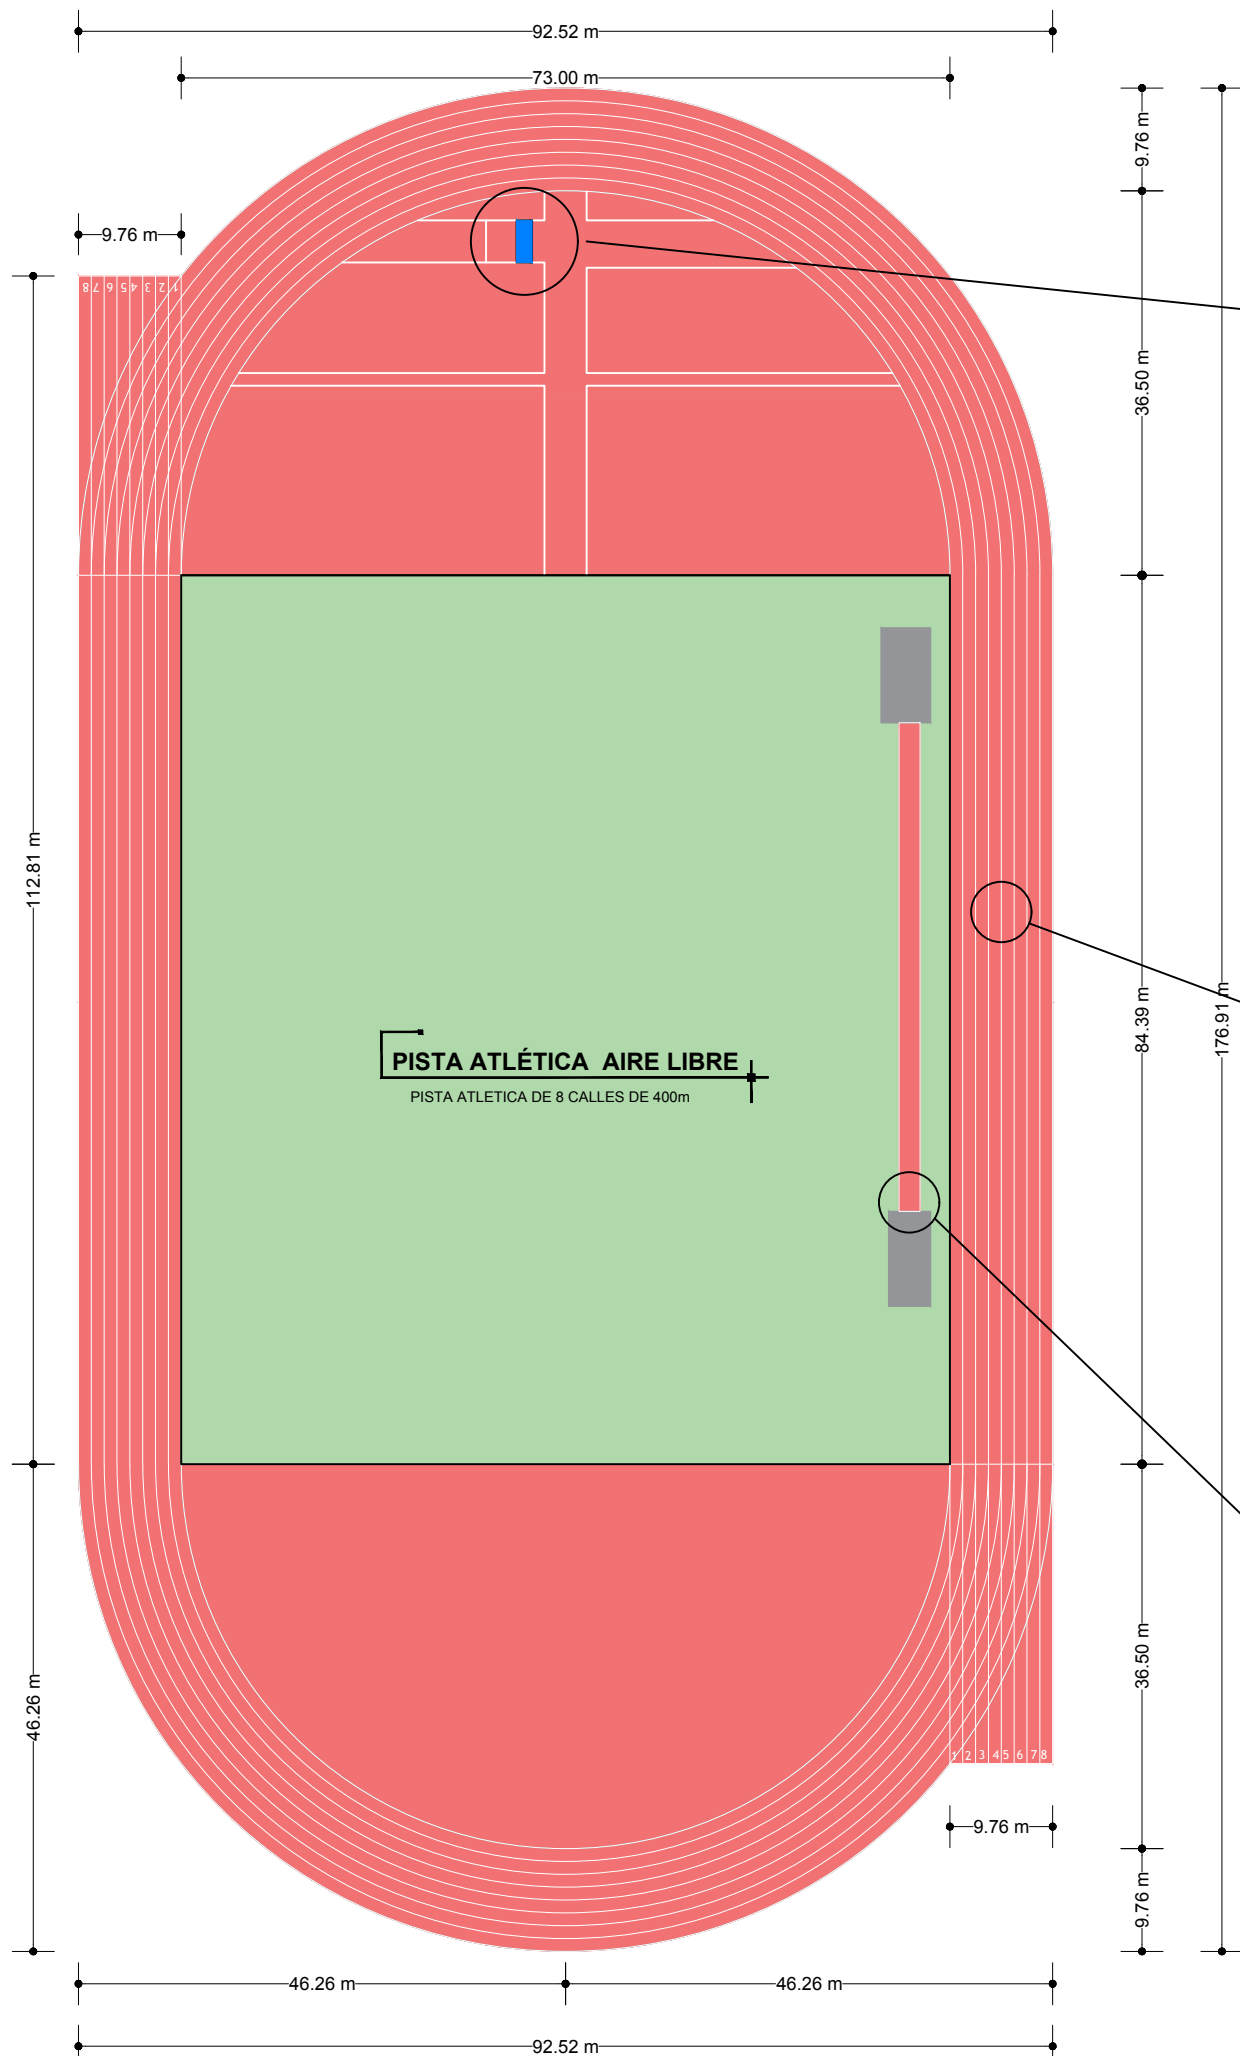 92.52 m
73.00 m
9.76 m
9.76 m
8 7 6 5 4 3 2 1
36.50 m
112.81 m
84.39 m
176.91 m
PISTA ATLÉTICA AIRE LIBRE
PISTA ATLETICA DE 8 CALLES DE 400m
36.50 m
46.26 m
1 2 3 4 5 6 7 8
9.76 m
9.76 m
46.26 m
46.26 m
92.52 m